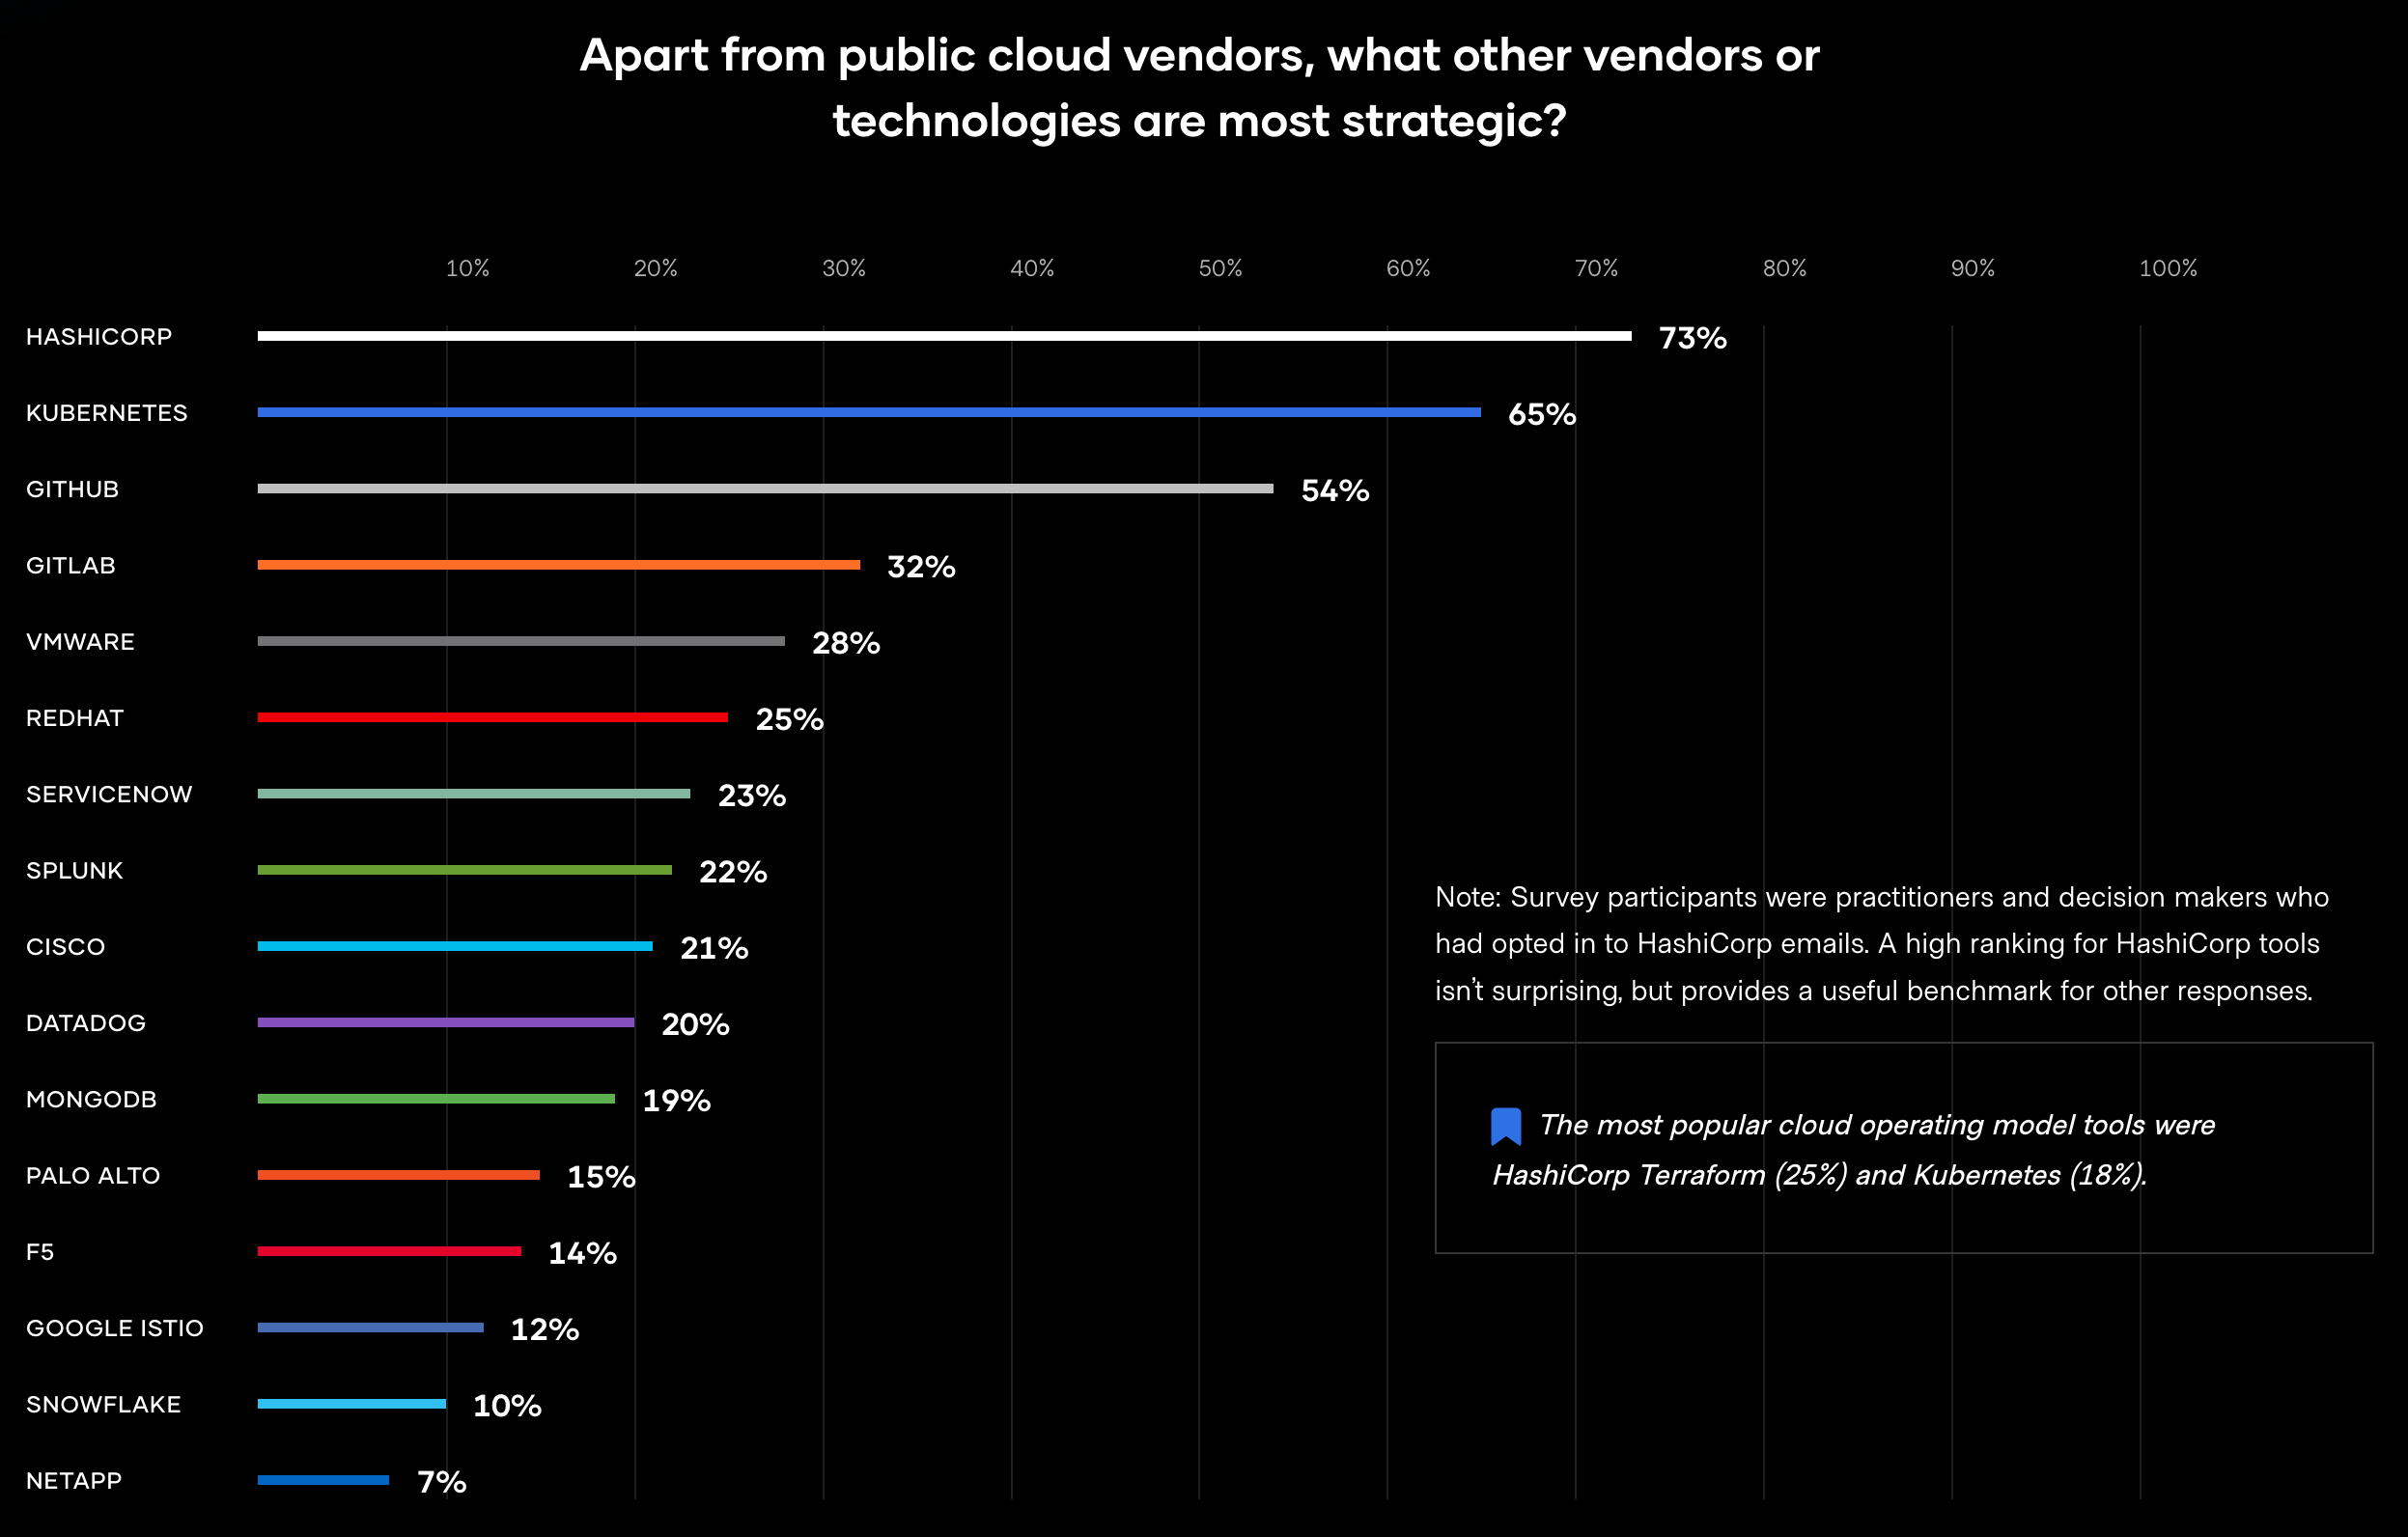 Apart from public cloud vendors, what other vendors or
technologies are most strategic?
10% 20% 30% 40% 50% 60% 70% 80% 90% 100%
HASHICORP 73%
KUBERNETES 65%
GITHUB 54%
GITLAB 32%
VMWARE 28%
REDHAT 25%
SERVICENOW 23%
SPLUNK 22%
CISCO 21%
DATADOG 20%
MONGODB 19%
PALO ALTO 15%
F5 14%
GOOGLE ISTIO 12%
SNOWFLAKE 10%
NETAPP 7%
Note: Survey participants were practitioners and decision makers who
had opted in to HashiCorp emails. A high ranking for HashiCorp tools
isn’t surprising, but provides a useful benchmark for other responses.
The most popular cloud operating model tools were
HashiCorp Terraform (25%) and Kubernetes (18%).